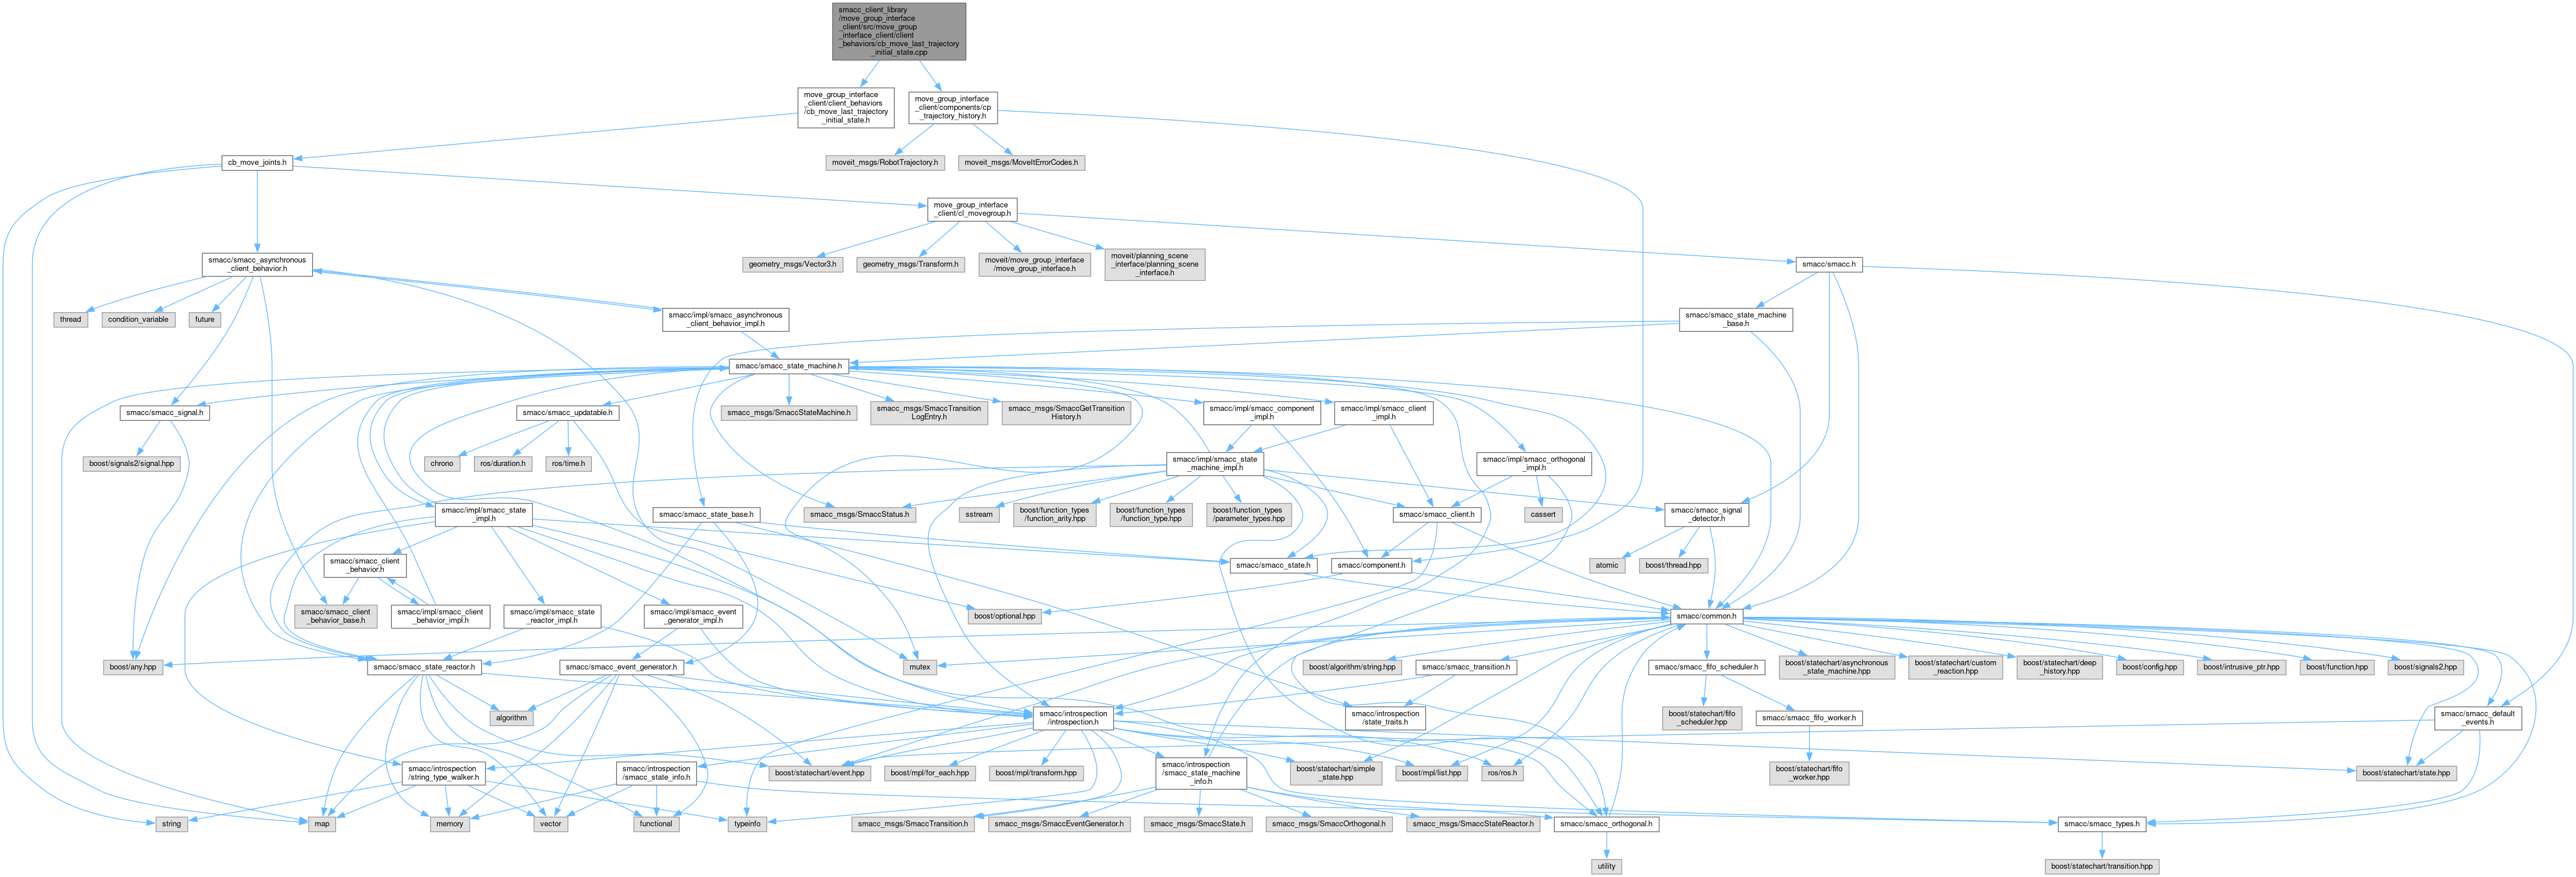 smacc_client_library
/move_group_interface
_client/src/move_group
_interface_client/client
_behaviors/cb_move_last_trajectory
_initial_state.cpp
move_group_interface
_client/client_behaviors
/cb_move_last_trajectory
_initial_state.h
move_group_interface
_client/components/cp
_trajectory_history.h
cb_move_joints.h
moveit_msgs/RobotTrajectory.h
moveit_msgs/MoveItErrorCodes.h
move_group_interface
_client/cl_movegroup.h
smacc/smacc_asynchronous
_client_behavior.h
geometry_msgs/Vector3.h
geometry_msgs/Transform.h
moveit/move_group_interface
/move_group_interface.h
moveit/planning_scene
_interface/planning_scene
_interface.h
smacc/smacc.h
thread
condition_variable
future
smacc/impl/smacc_asynchronous
_client_behavior_impl.h
smacc/smacc_state_machine
_base.h
smacc/smacc_state_machine.h
smacc/smacc_signal.h
smacc/smacc_updatable.h
smacc_msgs/SmaccStateMachine.h
smacc_msgs/SmaccTransition
LogEntry.h
smacc_msgs/SmaccGetTransition
History.h
smacc/impl/smacc_component
_impl.h
smacc/impl/smacc_client
_impl.h
boost/signals2/signal.hpp
chrono
ros/duration.h
ros/time.h
smacc/impl/smacc_state
_machine_impl.h
smacc/impl/smacc_orthogonal
_impl.h
smacc/impl/smacc_state
_impl.h
smacc/smacc_state_base.h
smacc_msgs/SmaccStatus.h
sstream
boost/function_types
/function_arity.hpp
boost/function_types
/function_type.hpp
boost/function_types
/parameter_types.hpp
smacc/smacc_client.h
cassert
smacc/smacc_signal
_detector.h
smacc/smacc_client
_behavior.h
smacc/smacc_state.h
smacc/component.h
atomic
boost/thread.hpp
smacc/smacc_client
_behavior_base.h
smacc/impl/smacc_client
_behavior_impl.h
smacc/impl/smacc_state
_reactor_impl.h
smacc/impl/smacc_event
_generator_impl.h
boost/optional.hpp
smacc/common.h
boost/any.hpp
smacc/smacc_state_reactor.h
smacc/smacc_event_generator.h
mutex
boost/algorithm/string.hpp
smacc/smacc_transition.h
smacc/smacc_fifo_scheduler.h
boost/statechart/asynchronous
_state_machine.hpp
boost/statechart/custom
_reaction.hpp
boost/statechart/deep
_history.hpp
boost/config.hpp
boost/intrusive_ptr.hpp
boost/function.hpp
boost/signals2.hpp
algorithm
smacc/introspection
/introspection.h
smacc/introspection
/state_traits.h
boost/statechart/fifo
_scheduler.hpp
smacc/smacc_fifo_worker.h
smacc/smacc_default
_events.h
smacc/introspection
/string_type_walker.h
smacc/introspection
/smacc_state_info.h
boost/statechart/event.hpp
boost/mpl/for_each.hpp
boost/mpl/transform.hpp
smacc/introspection
/smacc_state_machine
_info.h
boost/statechart/simple
_state.hpp
boost/mpl/list.hpp
ros/ros.h
boost/statechart/fifo
_worker.hpp
boost/statechart/state.hpp
string
map
memory
vector
functional
typeinfo
smacc_msgs/SmaccTransition.h
smacc_msgs/SmaccEventGenerator.h
smacc_msgs/SmaccState.h
smacc_msgs/SmaccOrthogonal.h
smacc_msgs/SmaccStateReactor.h
smacc/smacc_orthogonal.h
smacc/smacc_types.h
utility
boost/statechart/transition.hpp